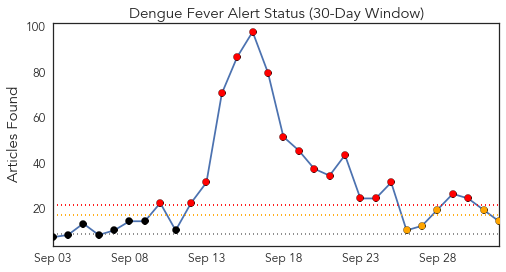 Dengue Fever Alert Status (30-Day Window)
100
80
60
40
20
Articles Found
Sep 03 Sep 08 Sep 13 Sep 18 Sep 23 Sep 28